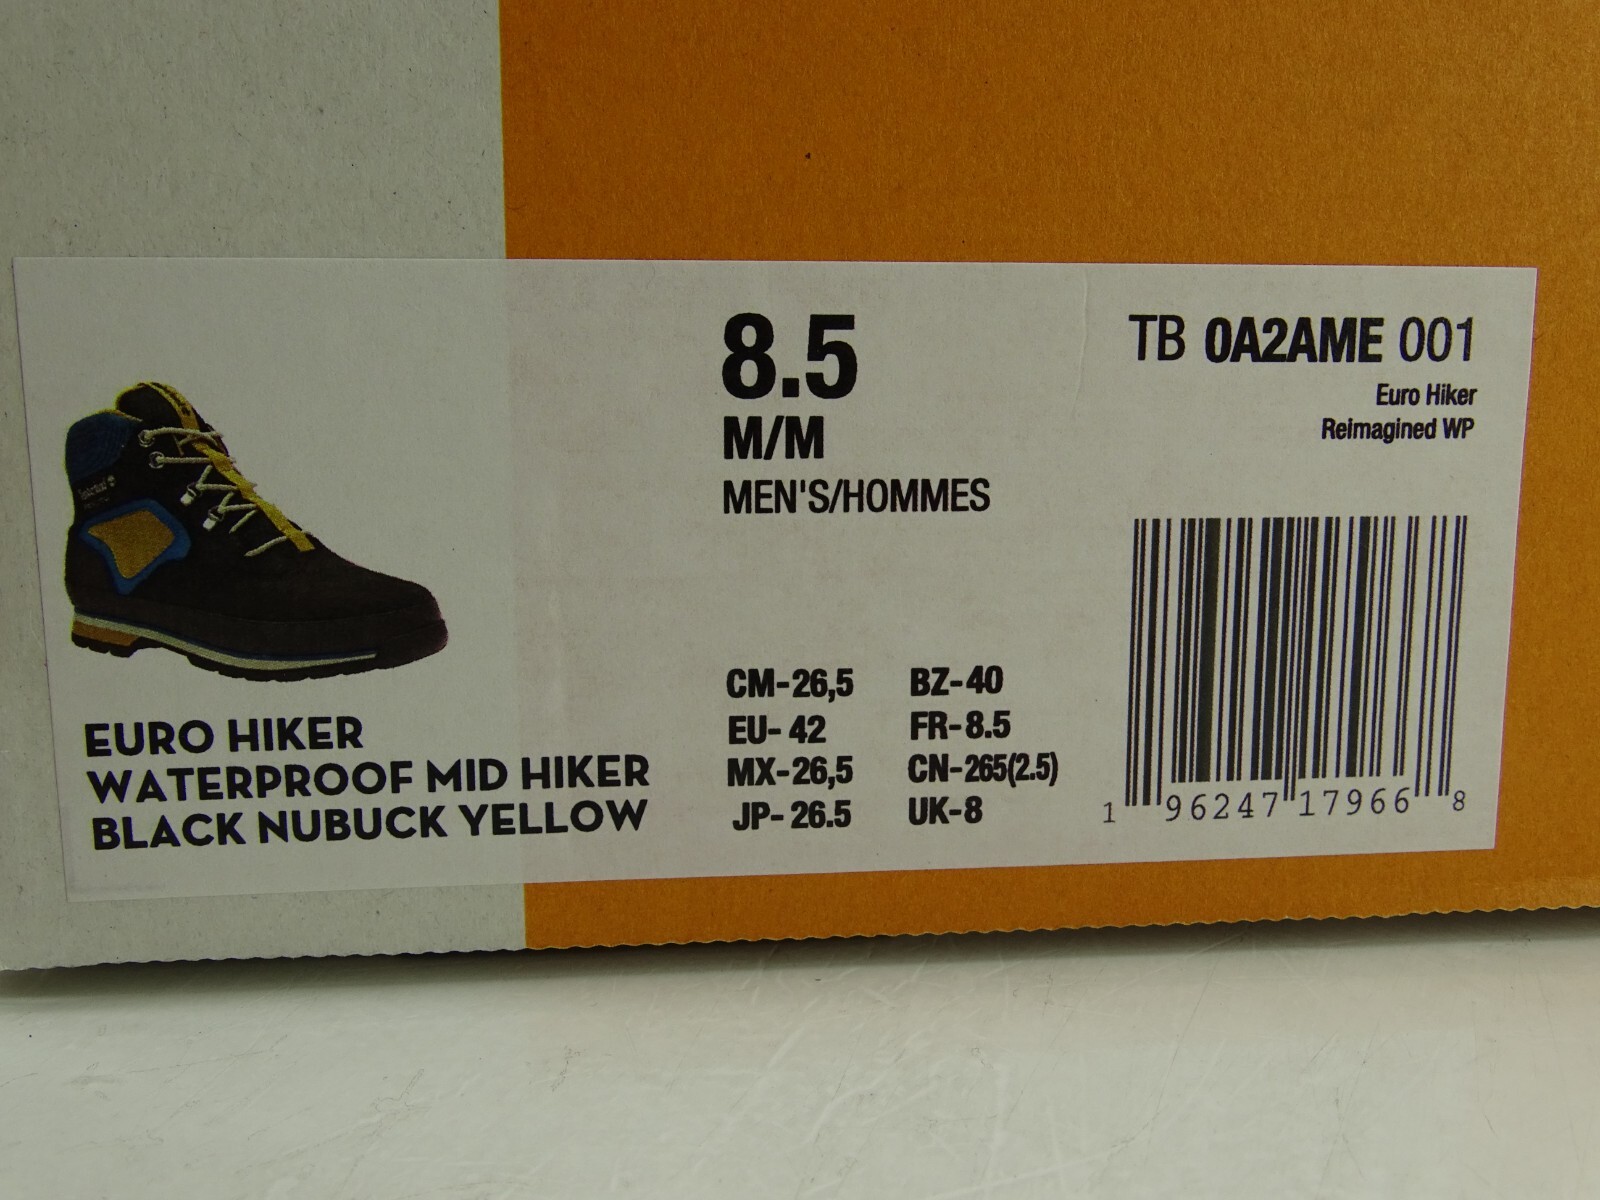 8.5
M/M
MEN'S/HOMMES
TB 0A2AME 001
Euro Hiker
Reimagined WP
Timberland
EURO HIKER
WATERPROOF MID HIKER
BLACK NUBUCK YELLOW
CM-26,5 BZ-40
EU-42 FR-8.5
MX-26,5 CN-265(2.5)
JP-26.5 UK-8
1 96247 17966 8